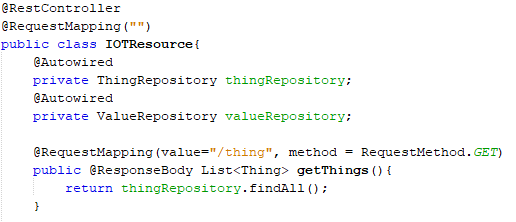 @RestController
@RequestMapping("")
public class IOTResource{
@Autowired
private ThingRepository thingRepository;
@Autowired
private ValueRepository valueRepository;
@RequestMapping(value="/thing", method = RequestMethod.GET)
public @ResponseBody List<Thing> getThings(){
return thingRepository.findAll();
}